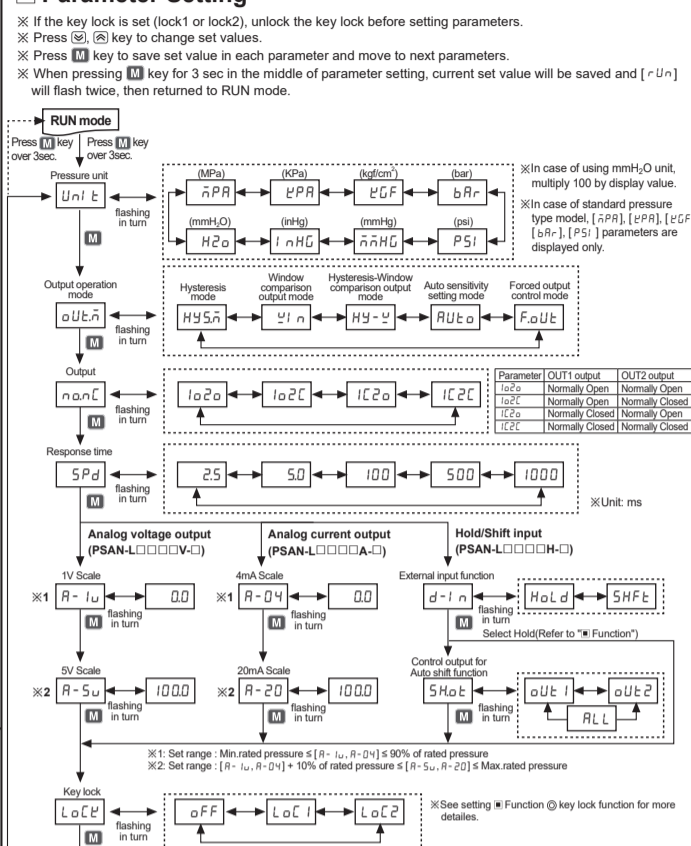 Parameter Setting
※ If the key lock is set (lock1 or lock2), unlock the key lock before setting parameters.
※ Press , key to change set values.
※ Press M key to save set value in each parameter and move to next parameters.
※ When pressing M key for 3 sec in the middle of parameter setting, current set value will be saved and [rUn]
will flash twice, then returned to RUN mode.
RUN mode
Press M key over 3sec.
Press M key over 3sec.
Pressure unit
UnIt
flashing in turn
M
(MPa) (KPa) (kgf/cm²) (bar)
ñPA KPA KGF bAr
(mmH₂O) (inHg) (mmHg) (psi)
H2o InHG ññHG PSI
※In case of using mmH₂O unit,
multiply 100 by display value.
※In case of standard pressure
type model, [ñPA], [KPA], [KGF
[bAr], [PSI] parameters are
displayed only.
Output operation mode
oUt.ñ
flashing in turn
M
Hysteresis mode
Window comparison output mode
Hysteresis-Window comparison output mode
Auto sensitivity setting mode
Forced output control mode
HYS.ñ WIn HY-W AUto F.oUt
Output
no.nC
flashing in turn
M
1o2o 1o2C 1C2o 1C2C
Parameter OUT1 output OUT2 output
1o2o Normally Open Normally Open
1o2C Normally Open Normally Closed
1C2o Normally Closed Normally Open
1C2C Normally Closed Normally Closed
Response time
SPd
flashing in turn
M
2.5 5.0 100 500 1000
※Unit: ms
Analog voltage output
(PSAN-L□□□□V-□)
Analog current output
(PSAN-L□□□□A-□)
Hold/Shift input
(PSAN-L□□□□H-□)
1V Scale
※1 A-1v 0.0
M flashing in turn
4mA Scale
※1 A-04 0.0
M flashing in turn
External input function
d-In HoLd SHFt
M flashing in turn
Select Hold(Refer to "▣ Function")
5V Scale
※2 A-5v 100.0
M flashing in turn
20mA Scale
※2 A-20 100.0
M flashing in turn
Control output for
Auto shift function
SH.ot oUt1 oUt2
ALL
M flashing in turn
※1: Set range : Min.rated pressure ≤ [A-1v, A-04] ≤ 90% of rated pressure
※2: Set range : [A-1v, A-04] + 10% of rated pressure ≤ [A-5v, A-20] ≤ Max.rated pressure
Key lock
LoCK oFF LoC1 LoC2
flashing in turn
M
※See setting ▣ Function ◎ key lock function for more
detailes.